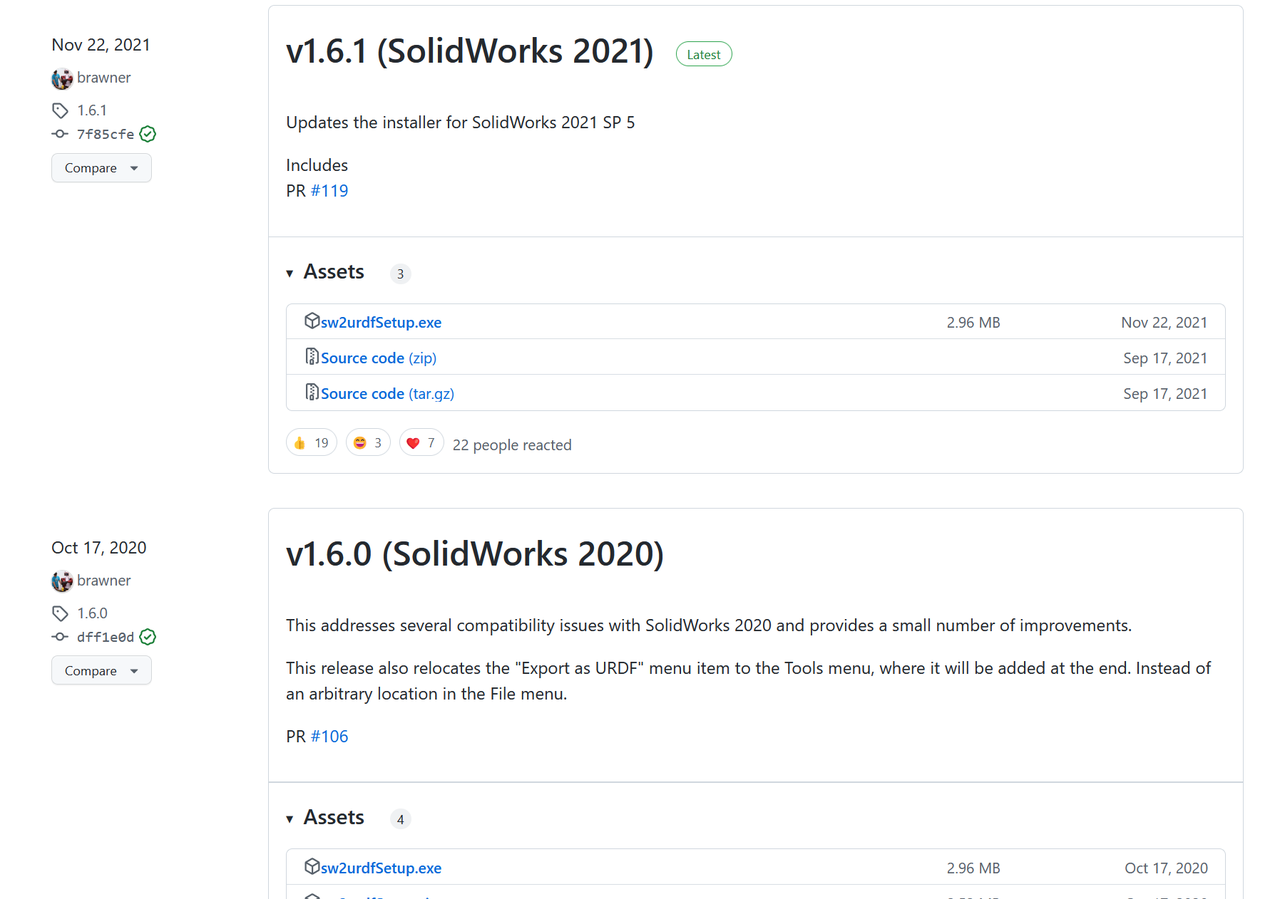 Nov 22, 2021
brawner
1.6.1
7f85cfe
Compare
v1.6.1 (SolidWorks 2021) Latest
Updates the installer for SolidWorks 2021 SP 5
Includes
PR #119
Assets 3
sw2urdfSetup.exe 2.96 MB Nov 22, 2021
Source code (zip) Sep 17, 2021
Source code (tar.gz) Sep 17, 2021
19 3 7 22 people reacted
Oct 17, 2020
brawner
1.6.0
dff1e0d
Compare
v1.6.0 (SolidWorks 2020)
This addresses several compatibility issues with SolidWorks 2020 and provides a small number of improvements.
This release also relocates the "Export as URDF" menu item to the Tools menu, where it will be added at the end. Instead of
an arbitrary location in the File menu.
PR #106
Assets 4
sw2urdfSetup.exe 2.96 MB Oct 17, 2020